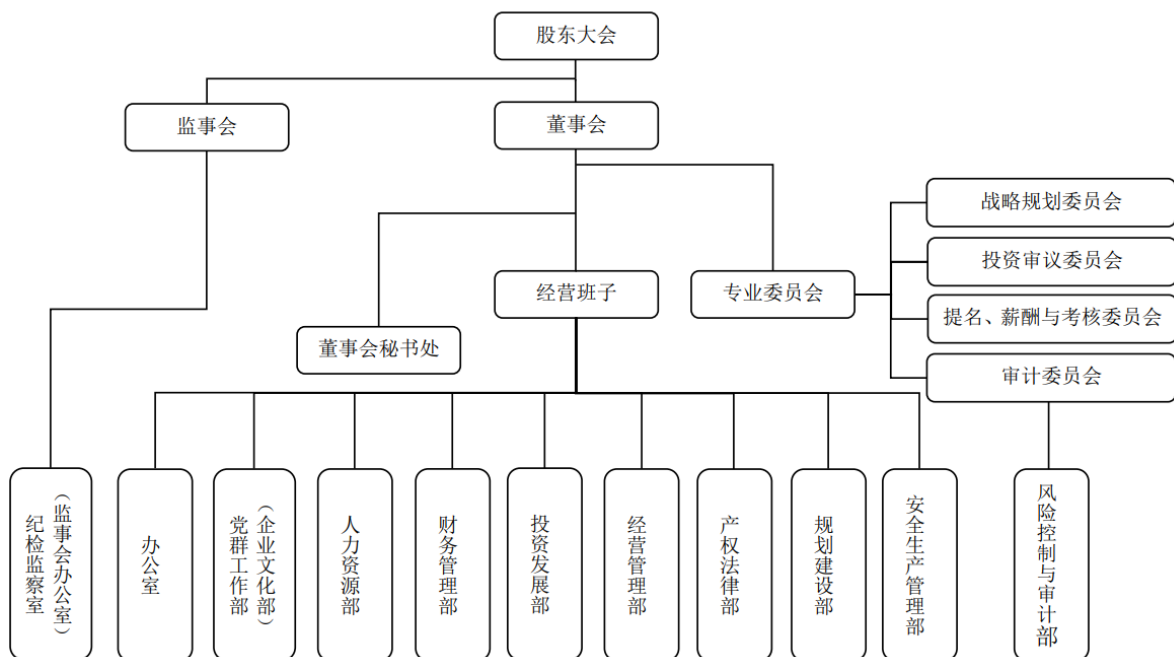 股东大会
监事会
董事会
战略规划委员会
投资审议委员会
经营班子
专业委员会
提名、薪酬与考核委员会
董事会秘书处
审计委员会
纪检监察室
（监事会办公室）
办公室
党群工作部
（企业文化部）
人力资源部
财务管理部
投资发展部
经营管理部
产权法律部
规划建设部
安全生产管理部
风险控制与审计部